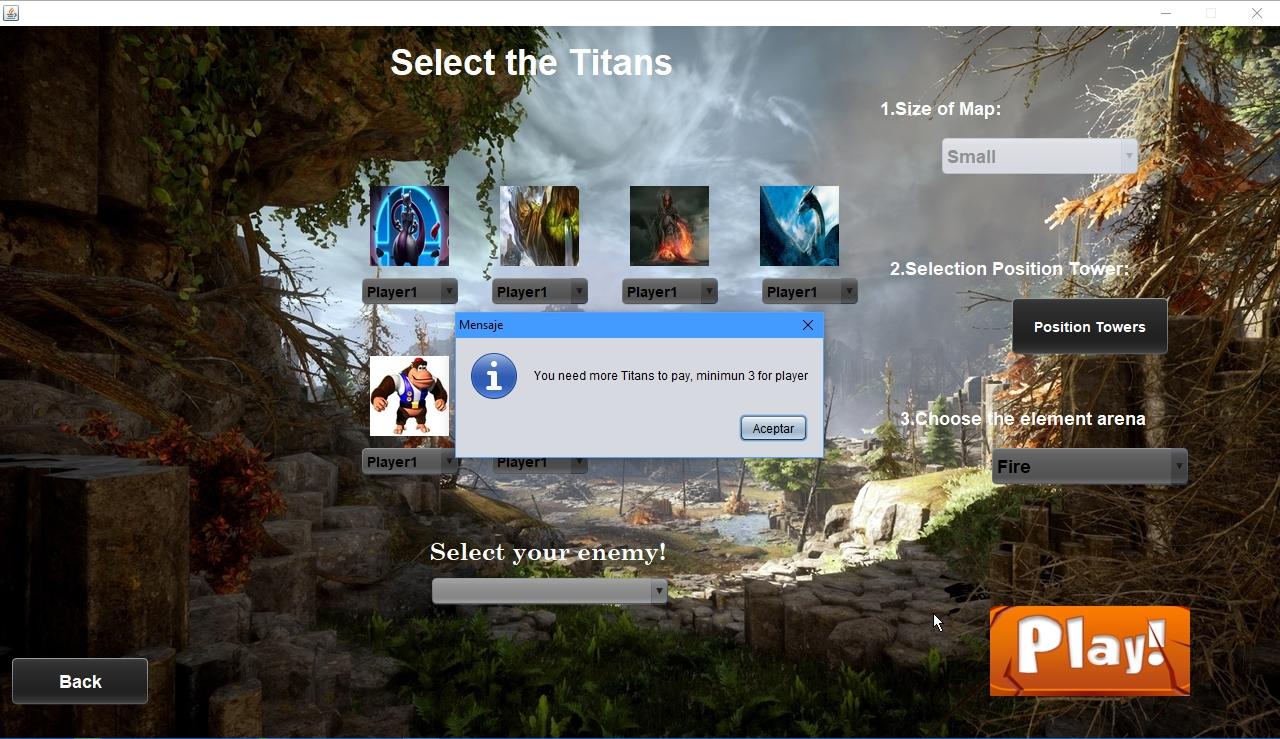 Select the Titans
1.Size of Map:
Small
2.Selection Position Tower:
Player1
Player1
Player1
Player1
Position Towers
Mensaje
You need more Titans to pay, minimun 3 for player
Aceptar
3.Choose the element arena
Player1
Player1
Fire
Select your enemy!
Play!
Back